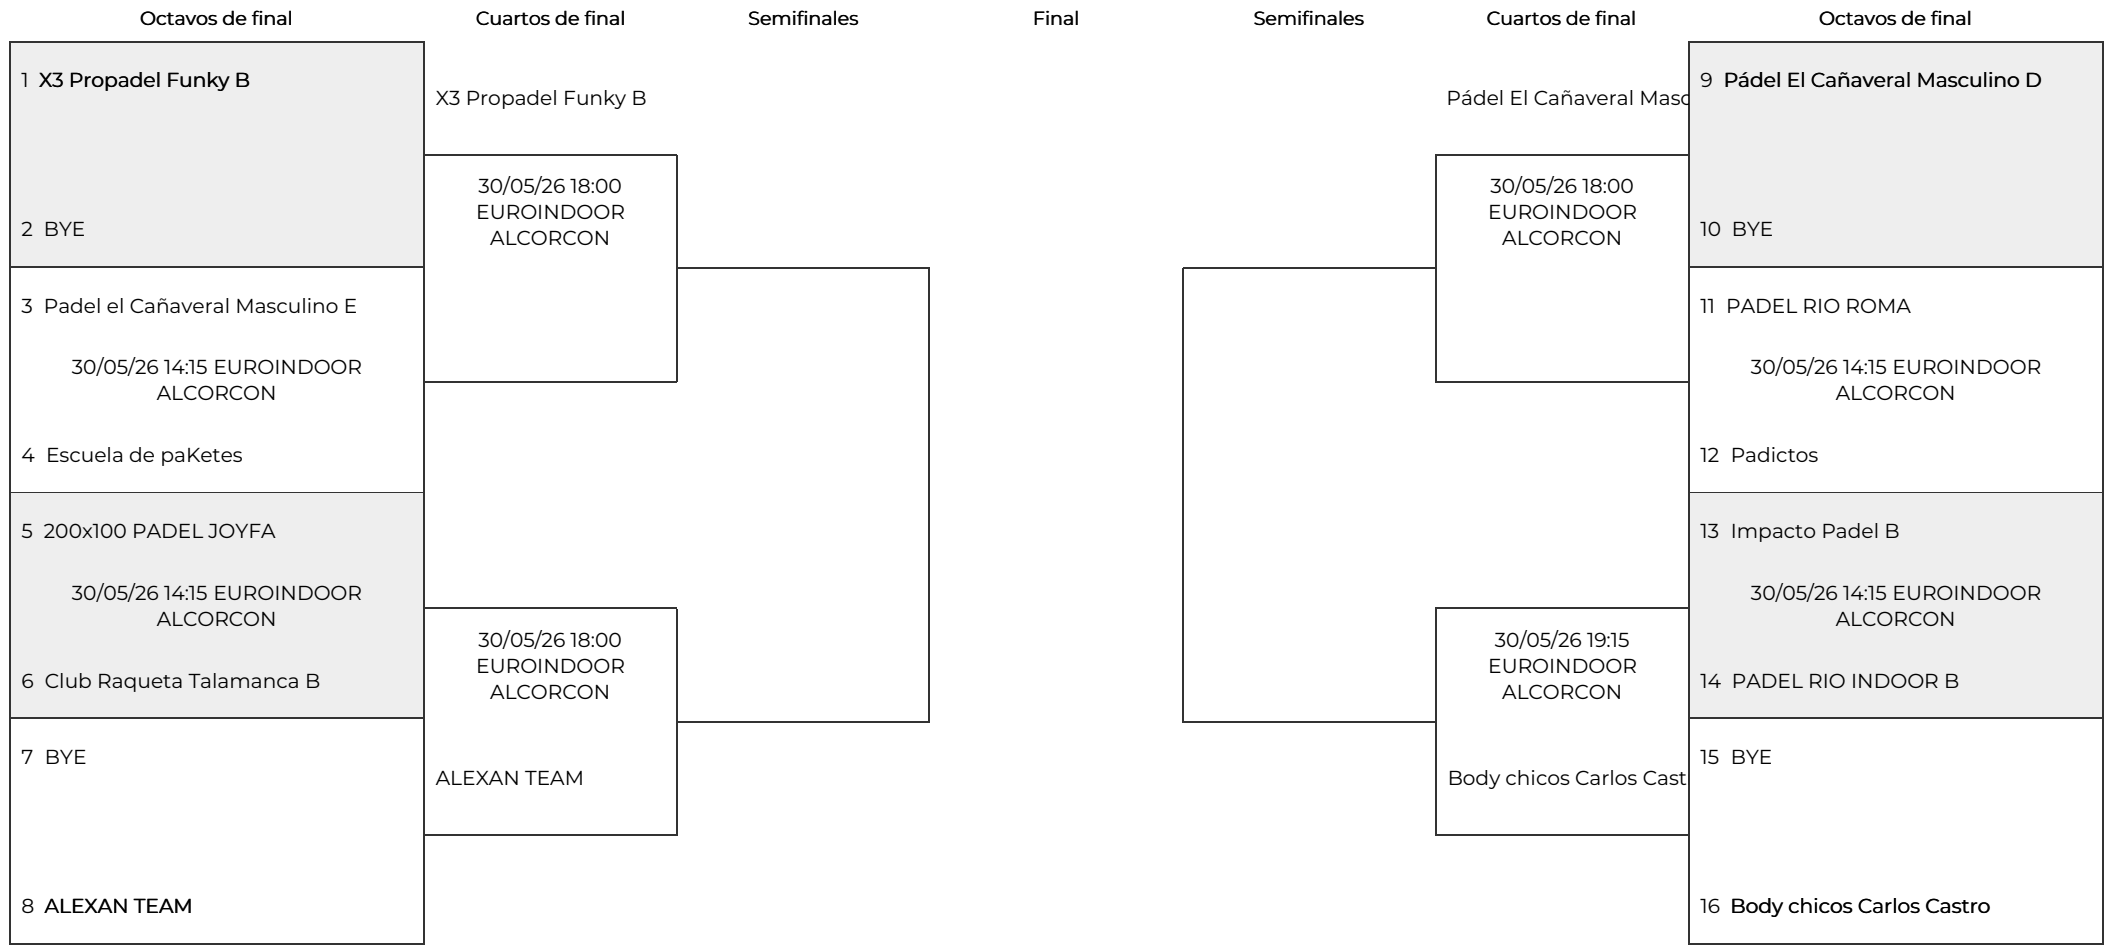 Octavos de final
Cuartos de final
Semifinales
Final
Semifinales
Cuartos de final
Octavos de final
1 X3 Propadel Funky B
2 BYE
3 Padel el Cañaveral Masculino E
30/05/26 14:15 EUROINDOOR
ALCORCON
4 Escuela de paKetes
5 200x100 PADEL JOYFA
30/05/26 14:15 EUROINDOOR
ALCORCON
6 Club Raqueta Talamanca B
7 BYE
8 ALEXAN TEAM
X3 Propadel Funky B
30/05/26 18:00
EUROINDOOR
ALCORCON
30/05/26 18:00
EUROINDOOR
ALCORCON
ALEXAN TEAM
Pádel El Cañaveral Masc
30/05/26 18:00
EUROINDOOR
ALCORCON
30/05/26 19:15
EUROINDOOR
ALCORCON
Body chicos Carlos Cast
9 Pádel El Cañaveral Masculino D
10 BYE
11 PADEL RIO ROMA
30/05/26 14:15 EUROINDOOR
ALCORCON
12 Padictos
13 Impacto Padel B
30/05/26 14:15 EUROINDOOR
ALCORCON
14 PADEL RIO INDOOR B
15 BYE
16 Body chicos Carlos Castro